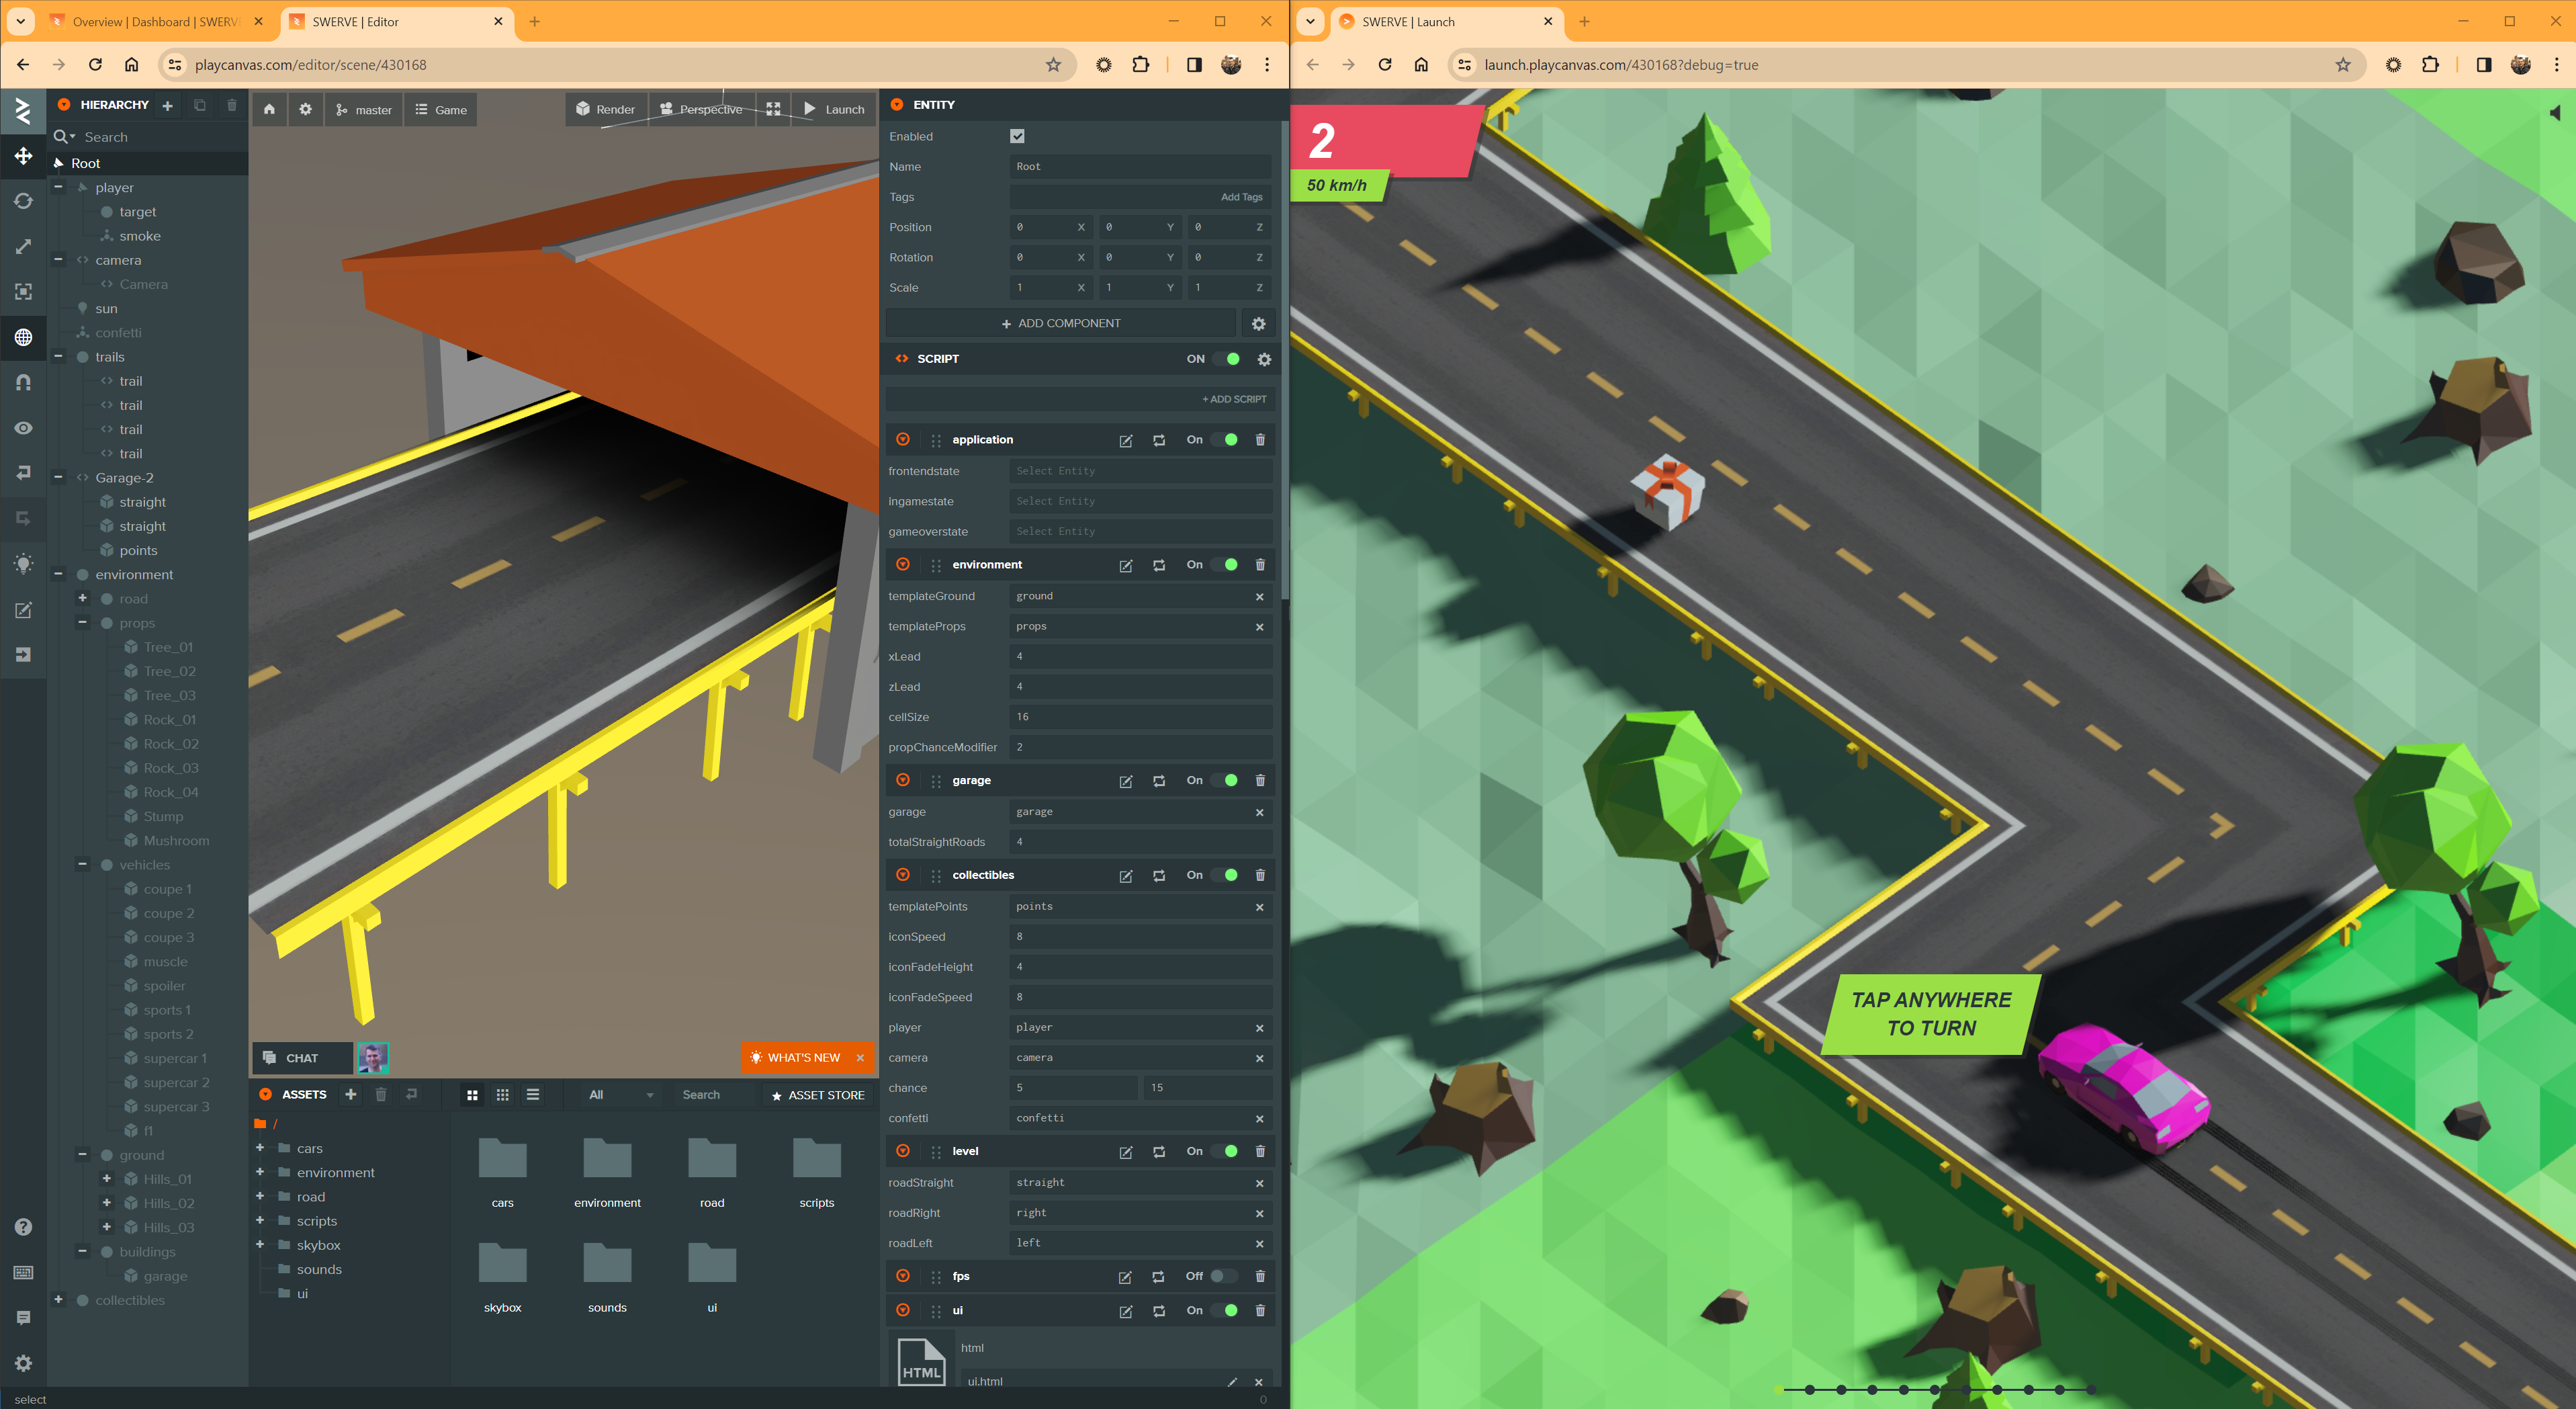 Overview | Dashboard | SWERV
SWERVE | Editor
playcanvas.com/editor/scene/430168
HIERARCHY
Search
Root
player
target
smoke
camera
Camera
sun
confetti
trails
trail
trail
trail
trail
Garage-2
straight
straight
points
environment
road
props
Tree_01
Tree_02
Tree_03
Rock_01
Rock_02
Rock_03
Rock_04
Stump
Mushroom
vehicles
coupe 1
coupe 2
coupe 3
muscle
spoiler
sports 1
sports 2
supercar 1
supercar 2
supercar 3
f1
ground
Hills_01
Hills_02
Hills_03
buildings
garage
collectibles
select
master
Game
Render
Perspective
Launch
CHAT
WHAT'S NEW
ASSETS
All
Search
ASSET STORE
/
cars
environment
road
scripts
skybox
sounds
ui
cars
environment
road
scripts
skybox
sounds
ui
ENTITY
Enabled
Name Root
Tags Add Tags
Position 0 X 0 Y 0 Z
Rotation 0 X 0 Y 0 Z
Scale 1 X 1 Y 1 Z
+ ADD COMPONENT
SCRIPT ON
+ ADD SCRIPT
application On
frontendstate Select Entity
ingamestate Select Entity
gameoverstate Select Entity
environment On
templateGround ground
templateProps props
xLead 4
zLead 4
cellSize 16
propChanceModifier 2
garage On
garage garage
totalStraightRoads 4
collectibles On
templatePoints points
iconSpeed 8
iconFadeHeight 4
iconFadeSpeed 8
player player
camera camera
chance 5 15
confetti confetti
level On
roadStraight straight
roadRight right
roadLeft left
fps Off
ui On
HTML
html
ui.html
0
SWERVE | Launch
launch.playcanvas.com/430168?debug=true
2
50 km/h
TAP ANYWHERE
TO TURN